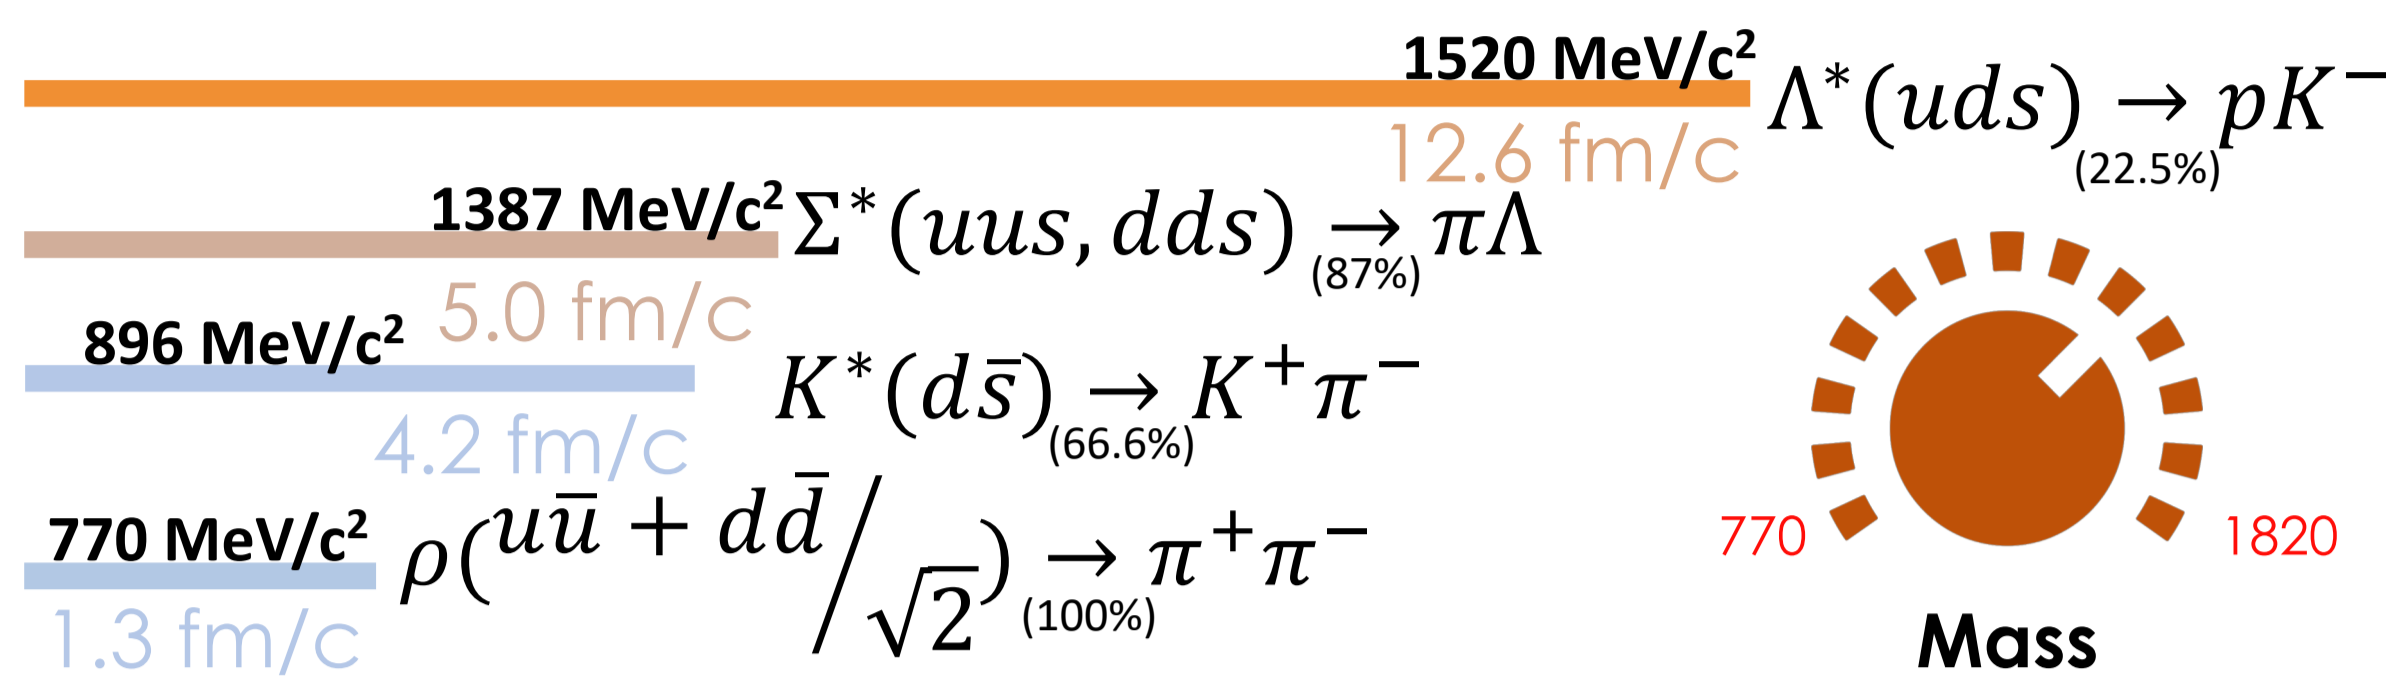 1520 MeV/c²
Λ*(uds) → pK⁻
12.6 fm/c
(22.5%)
1387 MeV/c²
Σ*(uus, dds) → πΛ
5.0 fm/c
(87%)
896 MeV/c²
K*(ds̅) → K⁺π⁻
4.2 fm/c
(66.6%)
770 MeV/c²
ρ(uu̅ + dd̅/√2) → π⁺π⁻
1.3 fm/c
(100%)
770
1820
Mass